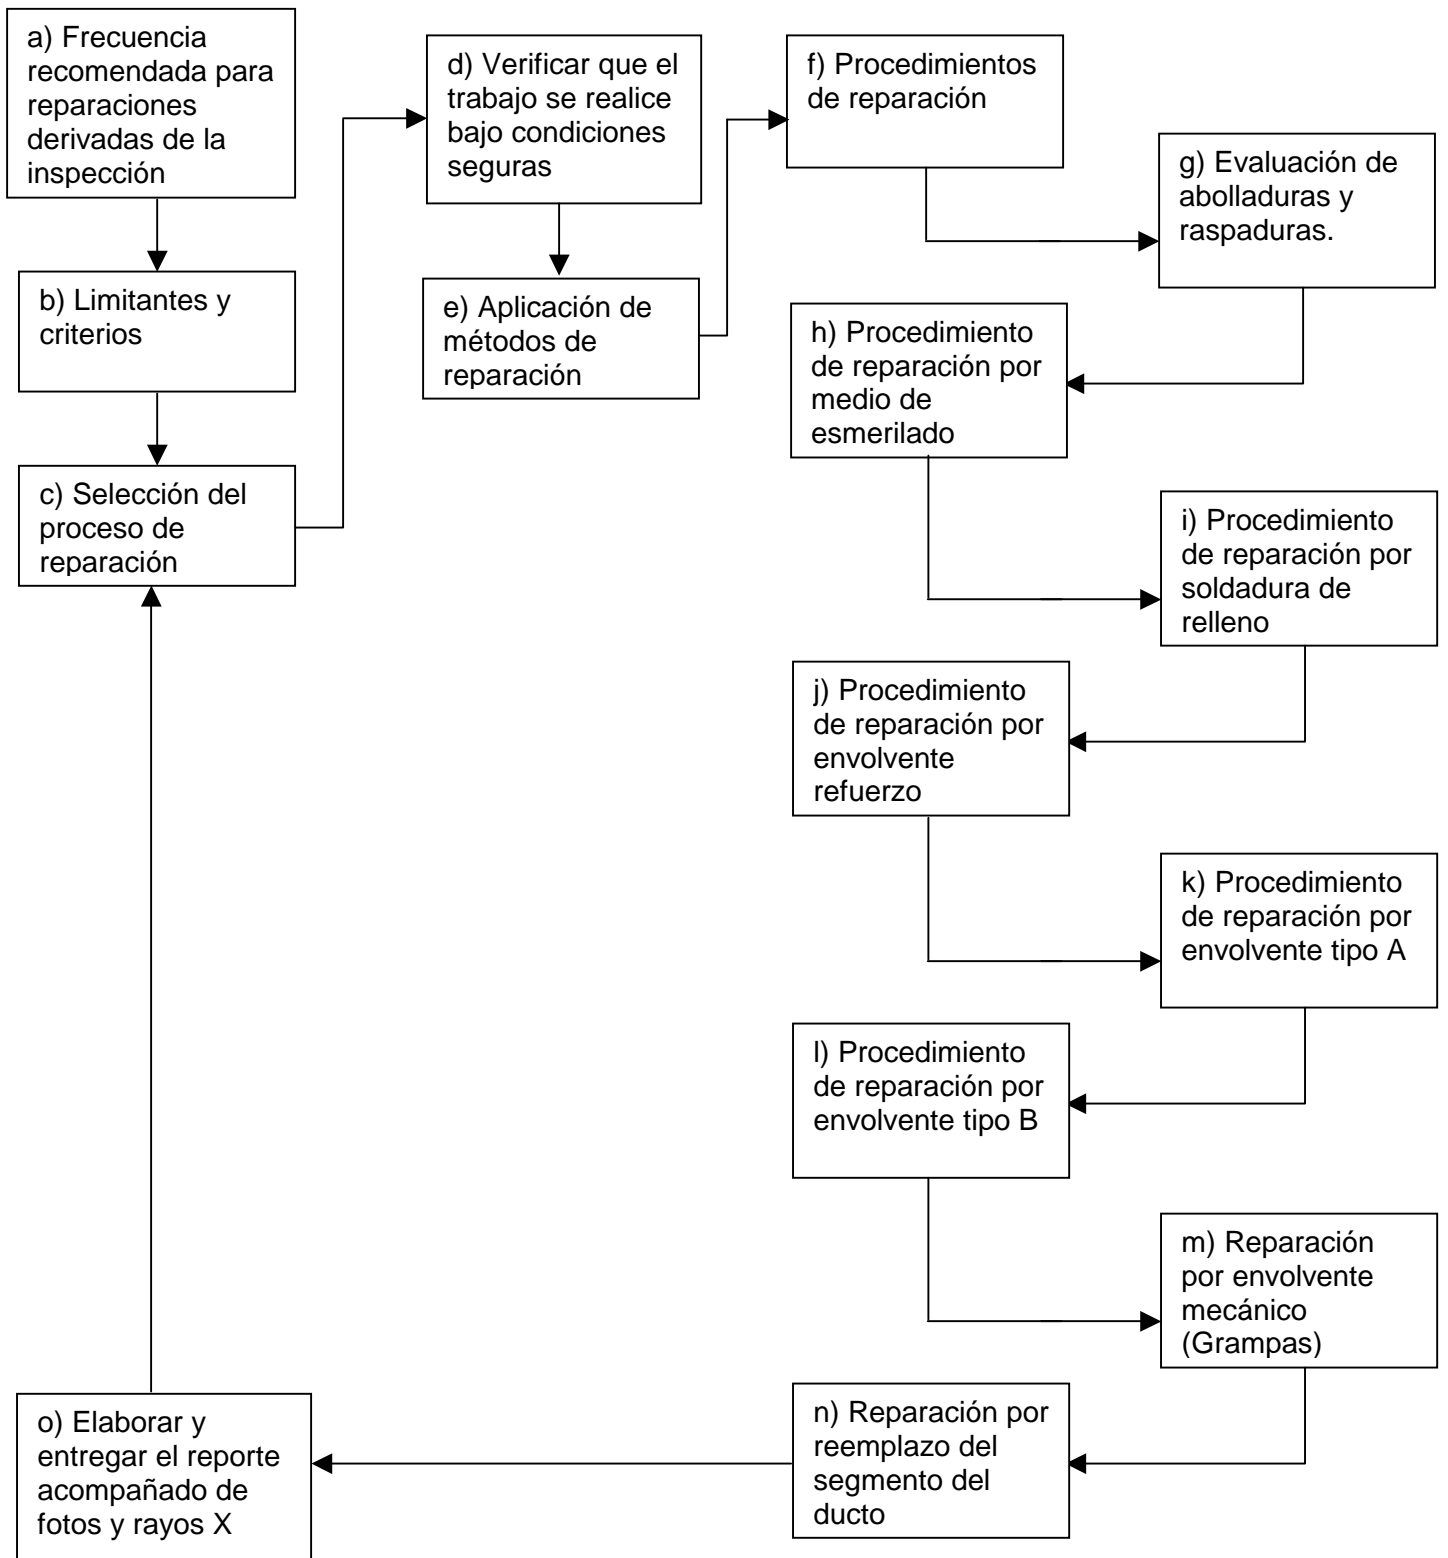 a) Frecuencia
recomendada para
reparaciones
derivadas de la
inspección
b) Limitantes y
criterios
c) Selección del
proceso de
reparación
d) Verificar que el
trabajo se realice
bajo condiciones
seguras
e) Aplicación de
métodos de
reparación
f) Procedimientos
de reparación
g) Evaluación de
abolladuras y
raspaduras.
h) Procedimiento
de reparación por
medio de
esmerilado
i) Procedimiento
de reparación por
soldadura de
relleno
j) Procedimiento
de reparación por
envolvente
refuerzo
k) Procedimiento
de reparación por
envolvente tipo A
l) Procedimiento
de reparación por
envolvente tipo B
m) Reparación
por envolvente
mecánico
(Grampas)
n) Reparación por
reemplazo del
segmento del
ducto
o) Elaborar y
entregar el reporte
acompañado de
fotos y rayos X